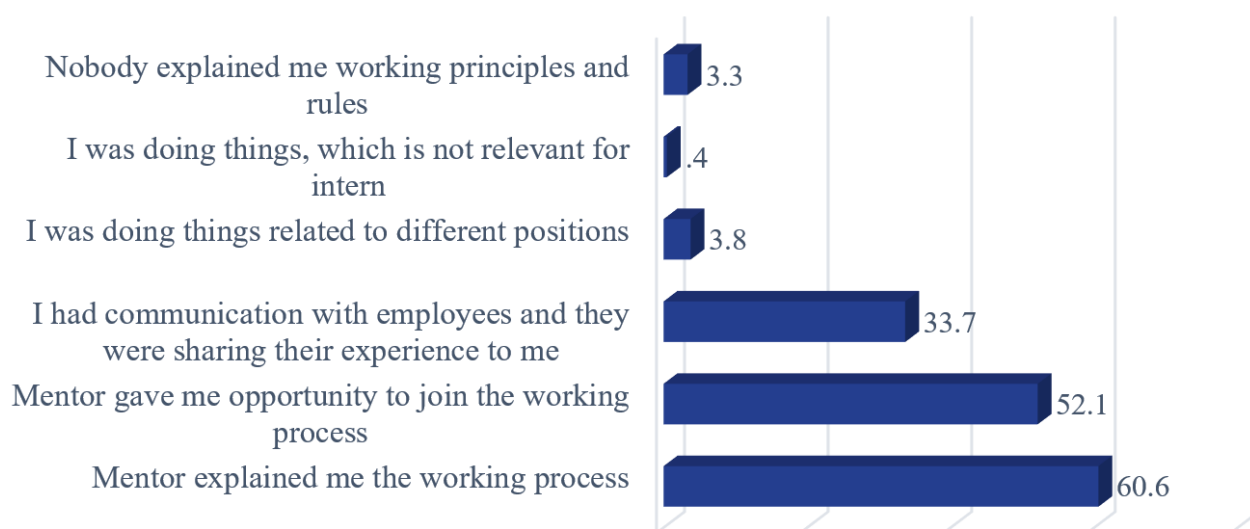 Nobody explained me working principles and
rules
3.3
I was doing things, which is not relevant for
intern
.4
I was doing things related to different positions
3.8
I had communication with employees and they
were sharing their experience to me
33.7
Mentor gave me opportunity to join the working
process
52.1
Mentor explained me the working process
60.6